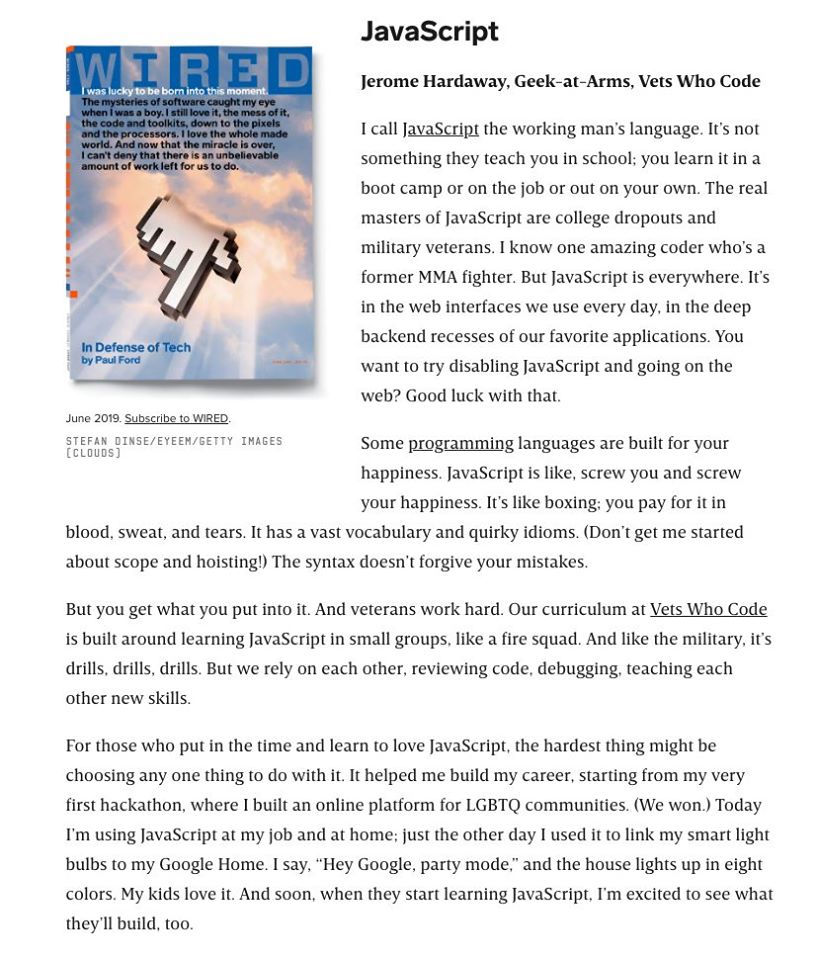 WIRED
I was lucky to be born into this moment.
The mysteries of software caught my eye
when I was a boy. I still love it, the mess of it,
the code and toolkits, down to the pixels
and the processors. I love the whole made
world. And now that the miracle is over,
I can't deny that there is an unbelievable
amount of work left for us to do.
In Defense of Tech
by Paul Ford
June 2019. Subscribe to WIRED.
STEFAN DINSE/EYEEM/GETTY IMAGES
[CLOUDS]
JavaScript
Jerome Hardaway, Geek-at-Arms, Vets Who Code
I call JavaScript the working man's language. It's not
something they teach you in school; you learn it in a
boot camp or on the job or out on your own. The real
masters of JavaScript are college dropouts and
military veterans. I know one amazing coder who's a
former MMA fighter. But JavaScript is everywhere. It's
in the web interfaces we use every day, in the deep
backend recesses of our favorite applications. You
want to try disabling JavaScript and going on the
web? Good luck with that.
Some programming languages are built for your
happiness. JavaScript is like, screw you and screw
your happiness. It's like boxing; you pay for it in
blood, sweat, and tears. It has a vast vocabulary and quirky idioms. (Don't get me started
about scope and hoisting!) The syntax doesn't forgive your mistakes.
But you get what you put into it. And veterans work hard. Our curriculum at Vets Who Code
is built around learning JavaScript in small groups, like a fire squad. And like the military, it's
drills, drills, drills. But we rely on each other, reviewing code, debugging, teaching each
other new skills.
For those who put in the time and learn to love JavaScript, the hardest thing might be
choosing any one thing to do with it. It helped me build my career, starting from my very
first hackathon, where I built an online platform for LGBTQ communities. (We won.) Today
I'm using JavaScript at my job and at home; just the other day I used it to link my smart light
bulbs to my Google Home. I say, “Hey Google, party mode,” and the house lights up in eight
colors. My kids love it. And soon, when they start learning JavaScript, I'm excited to see what
they'll build, too.